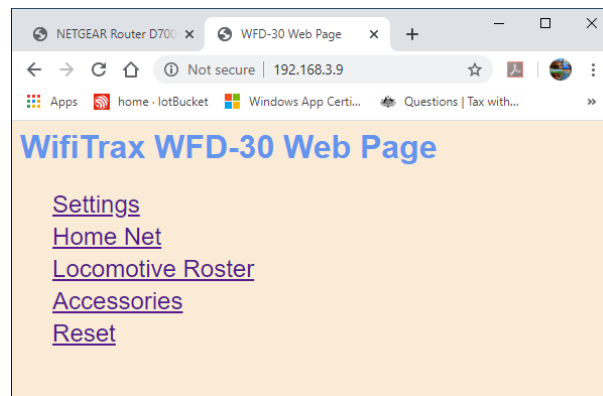 NETGEAR Router D700
WFD-30 Web Page
Not secure | 192.168.3.9
Apps home · IotBucket Windows App Certi... Questions | Tax with...
WifiTrax WFD-30 Web Page
Settings
Home Net
Locomotive Roster
Accessories
Reset